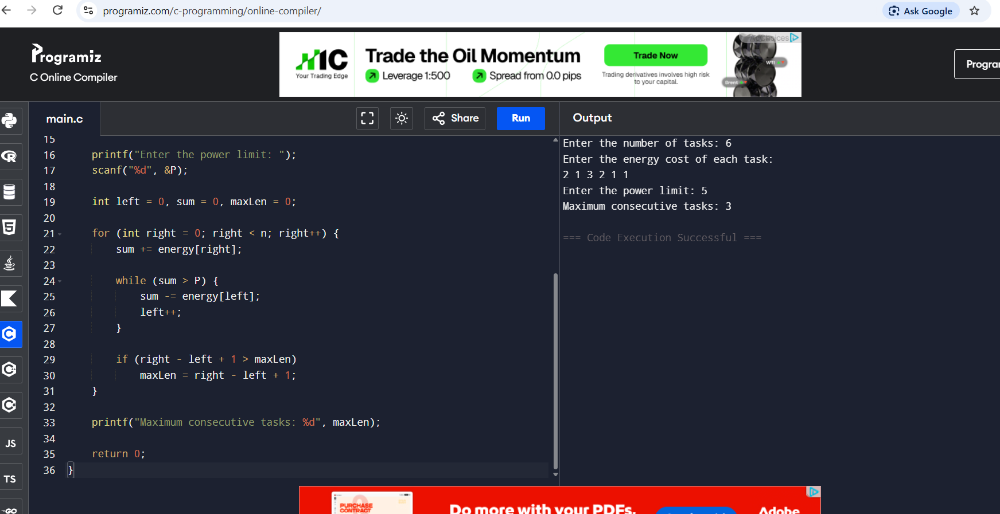 programiz.com/c-programming/online-compiler/
Ask Google
Programiz
C Online Compiler
HIC
Your Trading Edge
Trade the Oil Momentum
Leverage 1:500
Spread from 0.0 pips
Trade Now
Trading derivatives involves high risk
to your capital.
AdChoices
WTI
Brent
Progra
main.c
Share
Run
Output
15
16 printf("Enter the power limit: ");
17 scanf("%d", &P);
18
19 int left = 0, sum = 0, maxLen = 0;
20
21 for (int right = 0; right < n; right++) {
22 sum += energy[right];
23
24 while (sum > P) {
25 sum -= energy[left];
26 left++;
27 }
28
29 if (right - left + 1 > maxLen)
30 maxLen = right - left + 1;
31 }
32
33 printf("Maximum consecutive tasks: %d", maxLen);
34
35 return 0;
36 }
Enter the number of tasks: 6
Enter the energy cost of each task:
2 1 3 2 1 1
Enter the power limit: 5
Maximum consecutive tasks: 3
=== Code Execution Successful ===
R
5
C
C
C
JS
TS
GO
PURCHASE
CONTRACT
Do more with your PDFs.
Adobe